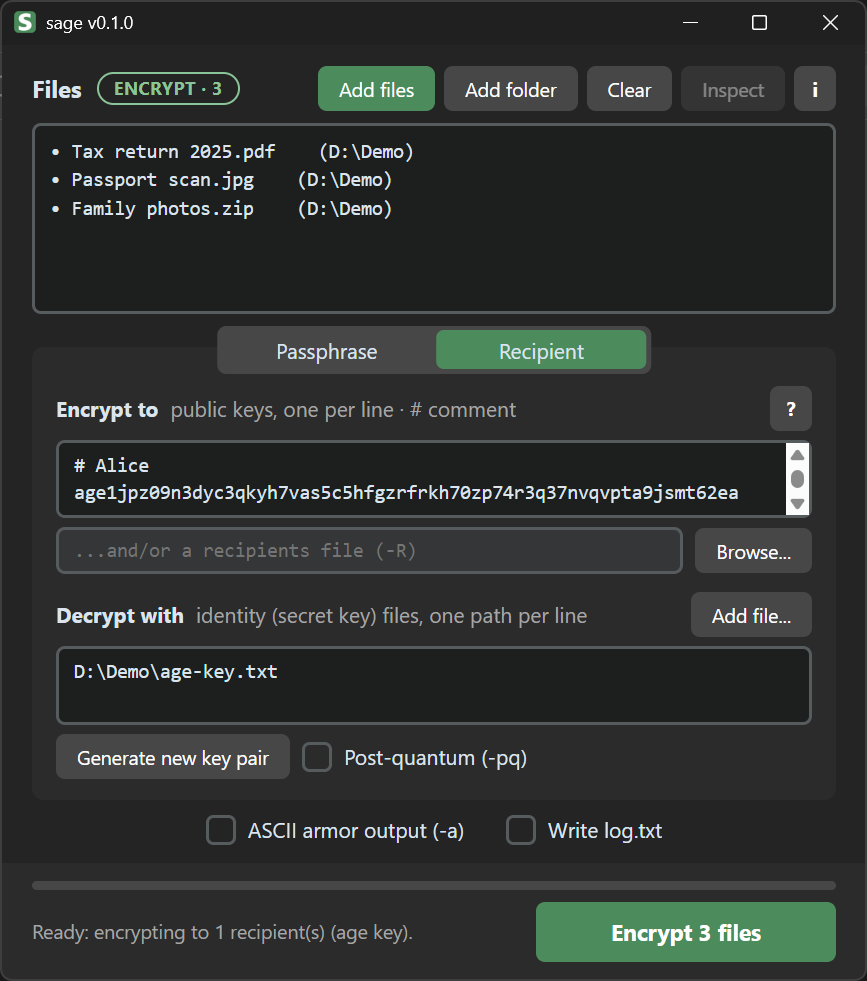 S sage v0.1.0
Files ENCRYPT · 3 Add files Add folder Clear Inspect i
• Tax return 2025.pdf (D:\Demo)
• Passport scan.jpg (D:\Demo)
• Family photos.zip (D:\Demo)
Passphrase Recipient
Encrypt to public keys, one per line · # comment ?
# Alice
age1jpz09n3dyc3qkyh7vas5c5hfgzrfrkh70zp74r3q37nvqvpta9jsmt62ea
...and/or a recipients file (-R) Browse...
Decrypt with identity (secret key) files, one path per line Add file...
D:\Demo\age-key.txt
Generate new key pair Post-quantum (-pq)
ASCII armor output (-a) Write log.txt
Ready: encrypting to 1 recipient(s) (age key). Encrypt 3 files